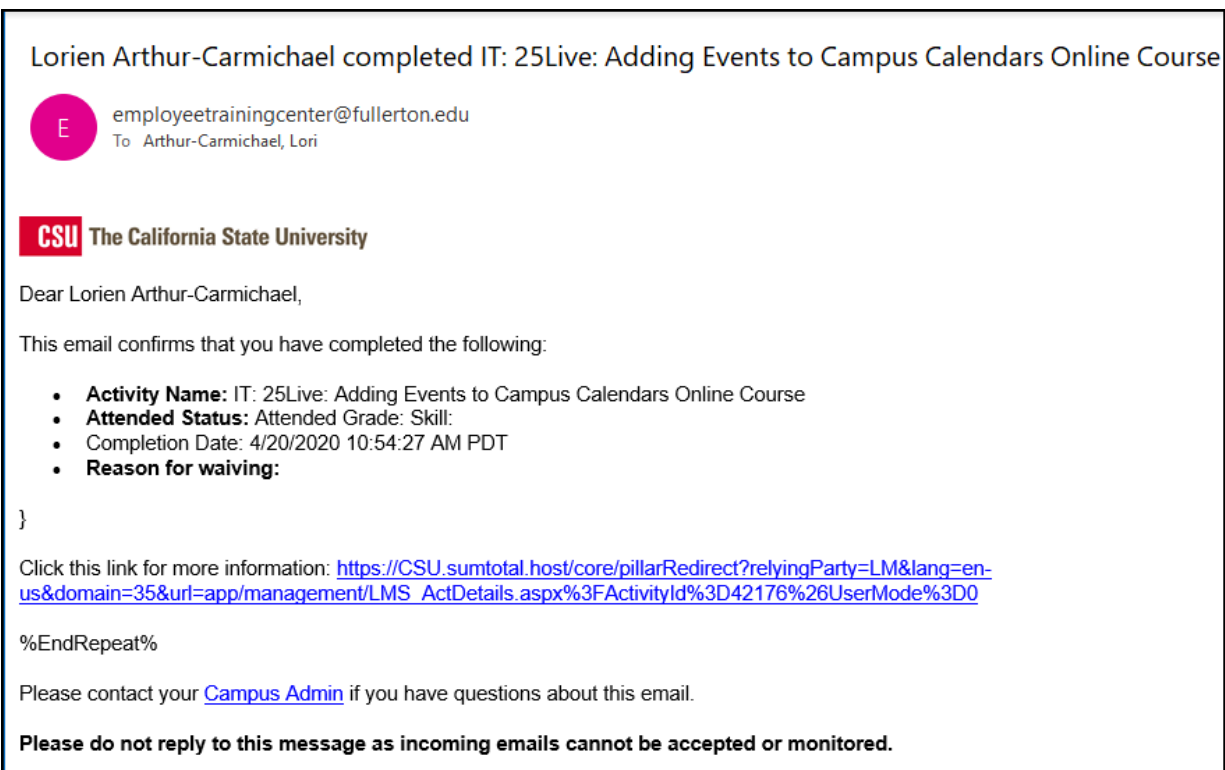 Lorien Arthur-Carmichael completed IT: 25Live: Adding Events to Campus Calendars Online Course
E
employeetrainingcenter@fullerton.edu
To Arthur-Carmichael, Lori
CSU The California State University
Dear Lorien Arthur-Carmichael,
This email confirms that you have completed the following:
• Activity Name: IT: 25Live: Adding Events to Campus Calendars Online Course
• Attended Status: Attended Grade: Skill:
• Completion Date: 4/20/2020 10:54:27 AM PDT
• Reason for waiving:
}
Click this link for more information: https://CSU.sumtotal.host/core/pillarRedirect?relyingParty=LM&lang=en-
us&domain=35&url=app/management/LMS_ActDetails.aspx%3FActivityId%3D42176%26UserMode%3D0
%EndRepeat%
Please contact your Campus Admin if you have questions about this email.
Please do not reply to this message as incoming emails cannot be accepted or monitored.